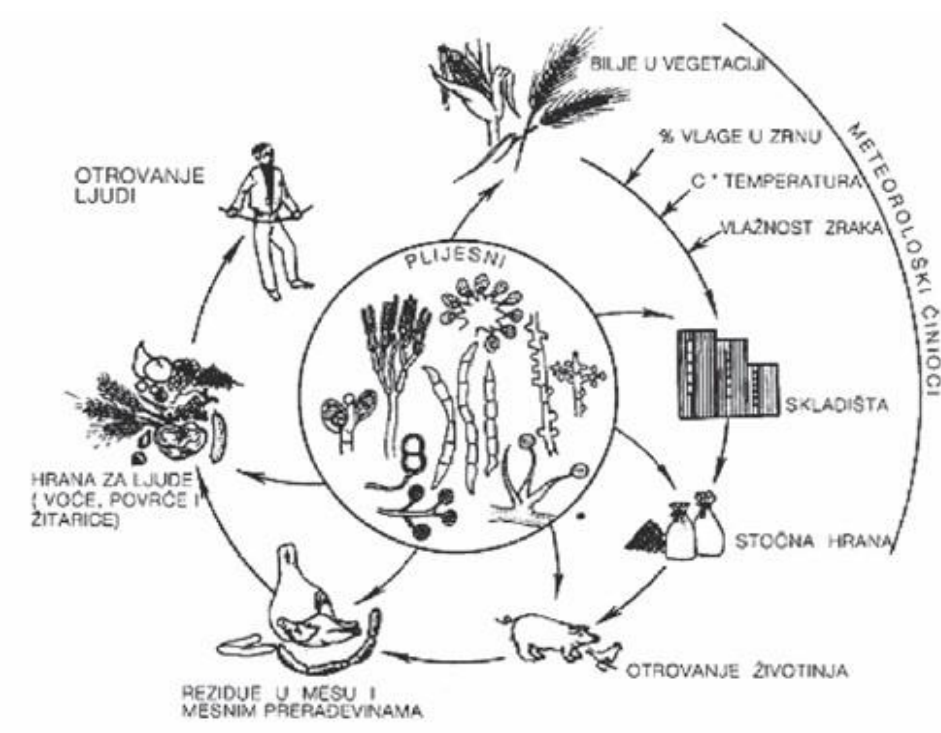 BILJE U VEGETACIJI
% VLAGE U ZRNU
C° TEMPERATURA
VLAŽNOST ZRAKA
METEOROLOŠKI ČINIOCI
OTROVANJE
LJUDI
PLIJESNI
SKLADIŠTA
HRANA ZA LJUDE
( VOĆE, POVRĆE I
ŽITARICE)
STOČNA HRANA
OTROVANJE ŽIVOTINJA
REZIDUE U MESU I
MESNIM PRERAĐEVINAMA